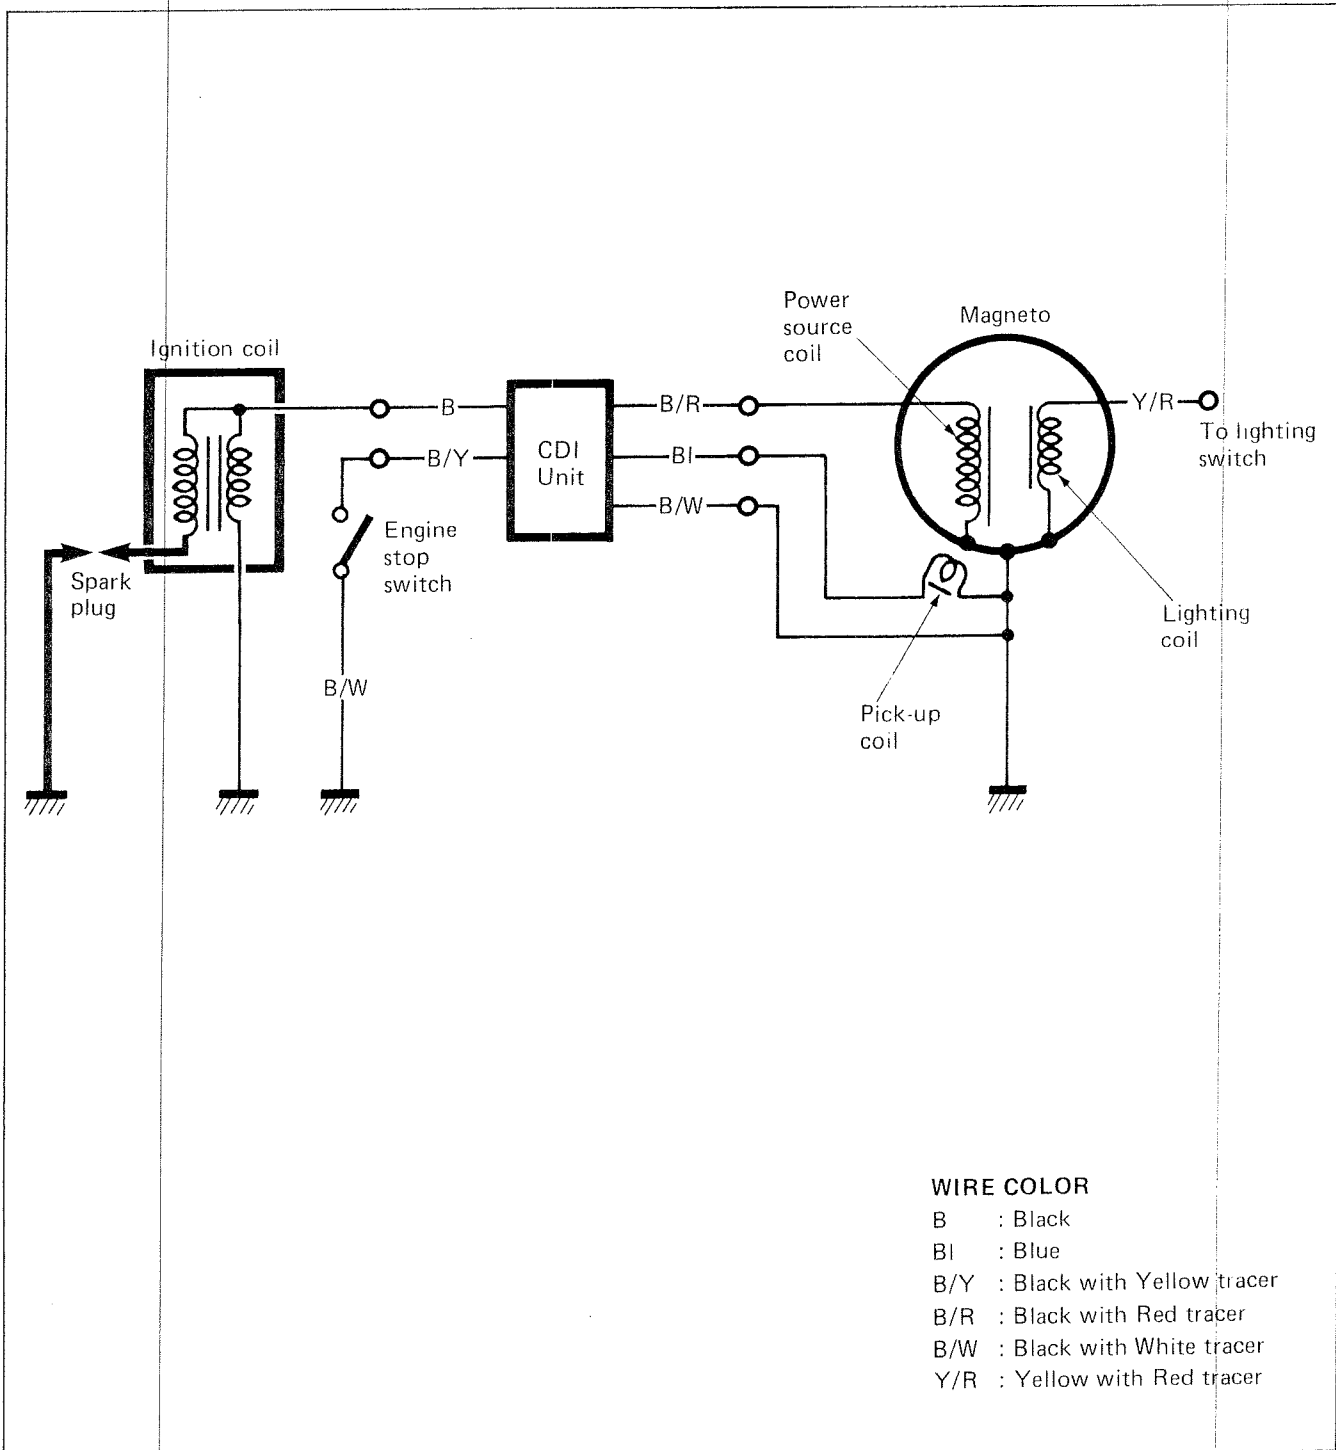 Power
source
coil
Magneto
Ignition coil
B
B/R
Y/R
To lighting
switch
B/Y
CDI
Unit
Bl
B/W
Engine
stop
switch
Spark
plug
Lighting
coil
B/W
Pick-up
coil
WIRE COLOR
B : Black
Bl : Blue
B/Y : Black with Yellow tracer
B/R : Black with Red tracer
B/W : Black with White tracer
Y/R : Yellow with Red tracer